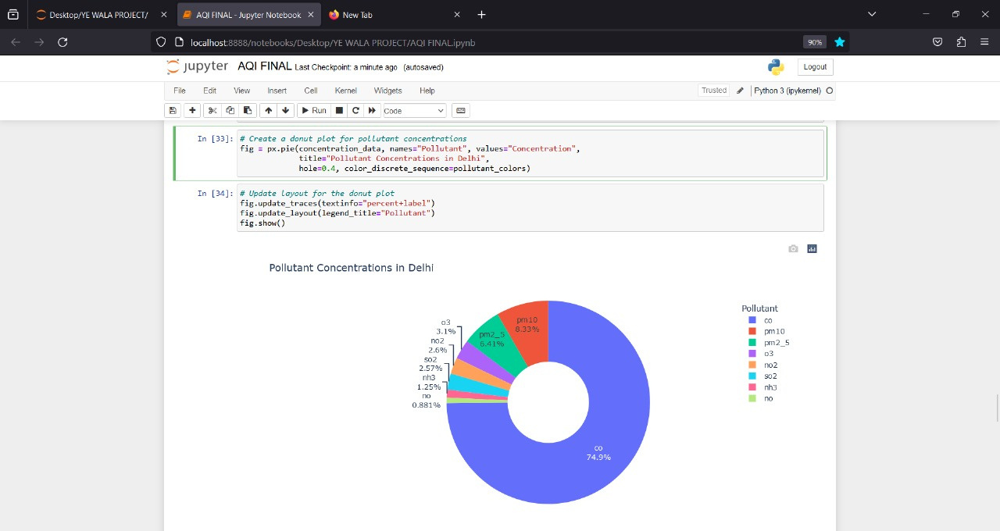 Desktop/YE WALA PROJECT/
AQI FINAL - Jupyter Notebook
New Tab
localhost:8888/notebooks/Desktop/YE WALA PROJECT/AQI FINAL.ipynb
90%
jupyter AQI FINAL Last Checkpoint: a minute ago (autosaved)
Logout
File Edit View Insert Cell Kernel Widgets Help
Trusted
Python 3 (ipykernel)
Run
Code
In [33]: # Create a donut plot for pollutant concentrations
fig = px.pie(concentration_data, names="Pollutant", values="Concentration",
title="Pollutant Concentrations in Delhi",
hole=0.4, color_discrete_sequence=pollutant_colors)
In [34]: # Update layout for the donut plot
fig.update_traces(textinfo="percent+label")
fig.update_layout(legend_title="Pollutant")
fig.show()
Pollutant Concentrations in Delhi
pm10
8.33%
pm2_5
6.41%
o3
3.1%
no2
2.6%
so2
2.57%
nh3
1.25%
no
0.881%
co
74.9%
Pollutant
co
pm10
pm2_5
o3
no2
so2
nh3
no